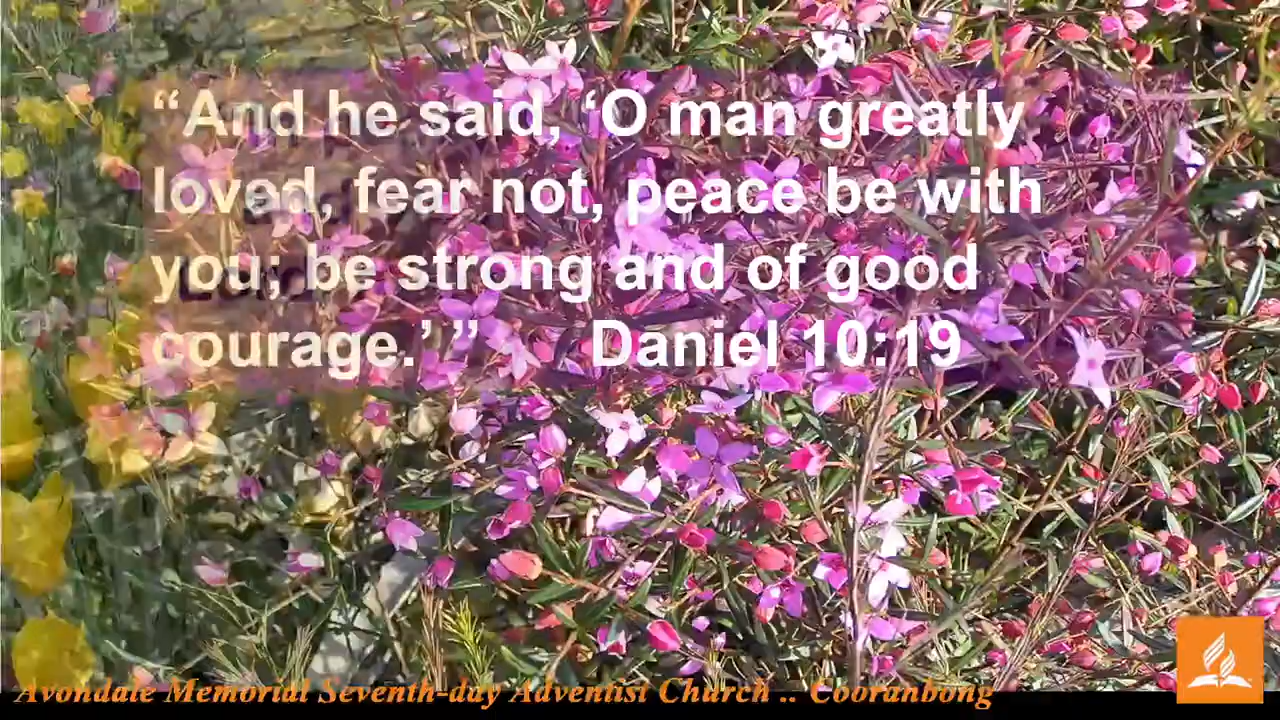 “And he said, ‘O man greatly
loved, fear not, peace be with
you; be strong and of good
courage.’ ” Daniel 10:19
Avondale Memorial Seventh-day Adventist Church .. Cooranbong